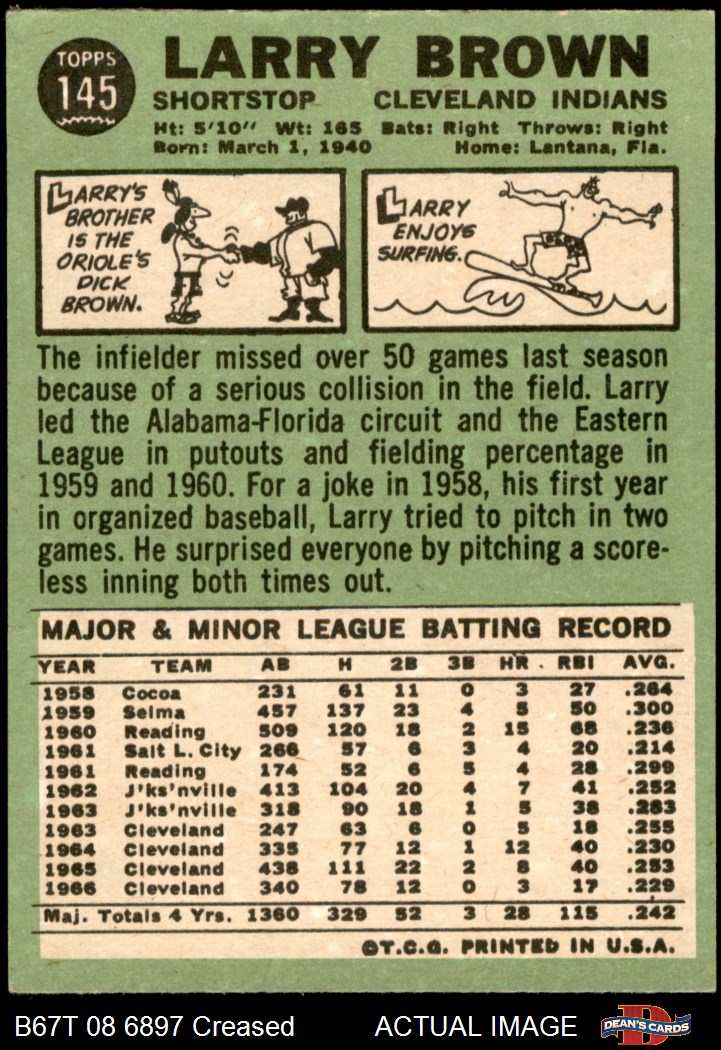 TOPPS
145
LARRY BROWN
SHORTSTOP CLEVELAND INDIANS
Ht: 5'10" Wt: 165 Bats: Right Throws: Right
Born: March 1, 1940 Home: Lantana, Fla.
LARRY'S
BROTHER
IS THE
ORIOLE'S
DICK
BROWN.
LARRY
ENJOYS
SURFING.
The infielder missed over 50 games last season
because of a serious collision in the field. Larry
led the Alabama-Florida circuit and the Eastern
League in putouts and fielding percentage in
1959 and 1960. For a joke in 1958, his first year
in organized baseball, Larry tried to pitch in two
games. He surprised everyone by pitching a score-
less inning both times out.
MAJOR & MINOR LEAGUE BATTING RECORD
YEAR TEAM AB H 2B 3B HR RBI AVG.
1958 Cocoa 231 61 11 0 3 27 .264
1959 Selma 457 137 23 4 5 50 .300
1960 Reading 509 120 18 2 15 68 .236
1961 Salt L. City 266 57 6 3 4 20 .214
1961 Reading 174 52 6 5 4 28 .299
1962 J'ks'nville 413 104 20 4 7 41 .252
1963 J'ks'nville 318 90 18 1 5 38 .283
1963 Cleveland 247 63 6 0 5 18 .255
1964 Cleveland 335 77 12 1 12 40 .230
1965 Cleveland 438 111 22 2 8 40 .253
1966 Cleveland 340 78 12 0 3 17 .229
Maj. Totals 4 Yrs. 1360 329 52 3 28 115 .242
©T.C.G. PRINTED IN U.S.A.
B67T 08 6897 Creased ACTUAL IMAGE
D
DEAN'S CARDS